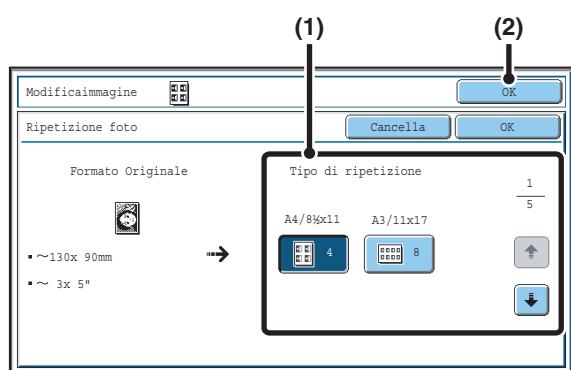 (1) (2)
Modificaimmagine OK
Ripetizione foto Cancella OK
Formato Originale Tipo di ripetizione
1
5
A4/8½x11 A3/11x17
4 8
▪~130x 90mm
▪~ 3x 5"